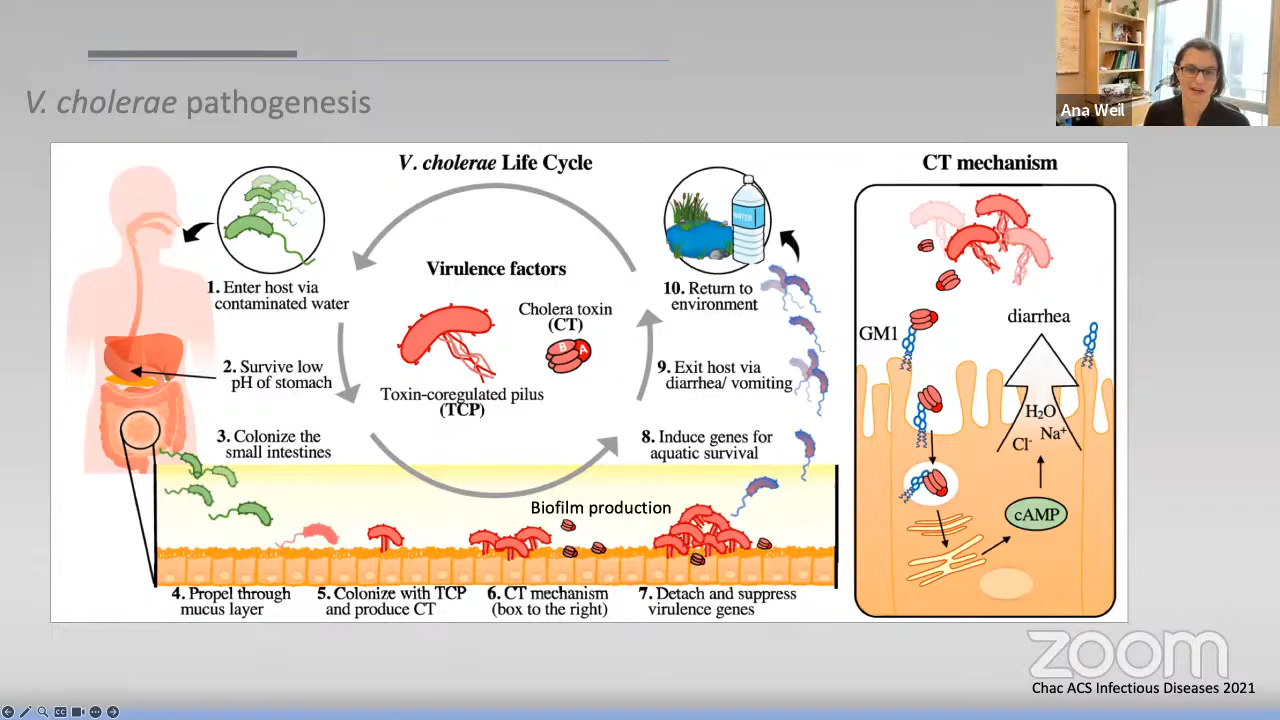 Ana Weil
V. cholerae pathogenesis
V. cholerae Life Cycle
1. Enter host via
contaminated water
2. Survive low
pH of stomach
3. Colonize the
small intestines
Virulence factors
Toxin-coregulated pilus
(TCP)
Cholera toxin
(CT)
B
A
WATER
10. Return to
environment
9. Exit host via
diarrhea/ vomiting
8. Induce genes for
aquatic survival
Biofilm production
4. Propel through
mucus layer
5. Colonize with TCP
and produce CT
6. CT mechanism
(box to the right)
7. Detach and suppress
virulence genes
CT mechanism
GM1
diarrhea
H₂O
Cl⁻ Na⁺
cAMP
zoom
Chac ACS Infectious Diseases 2021
CC